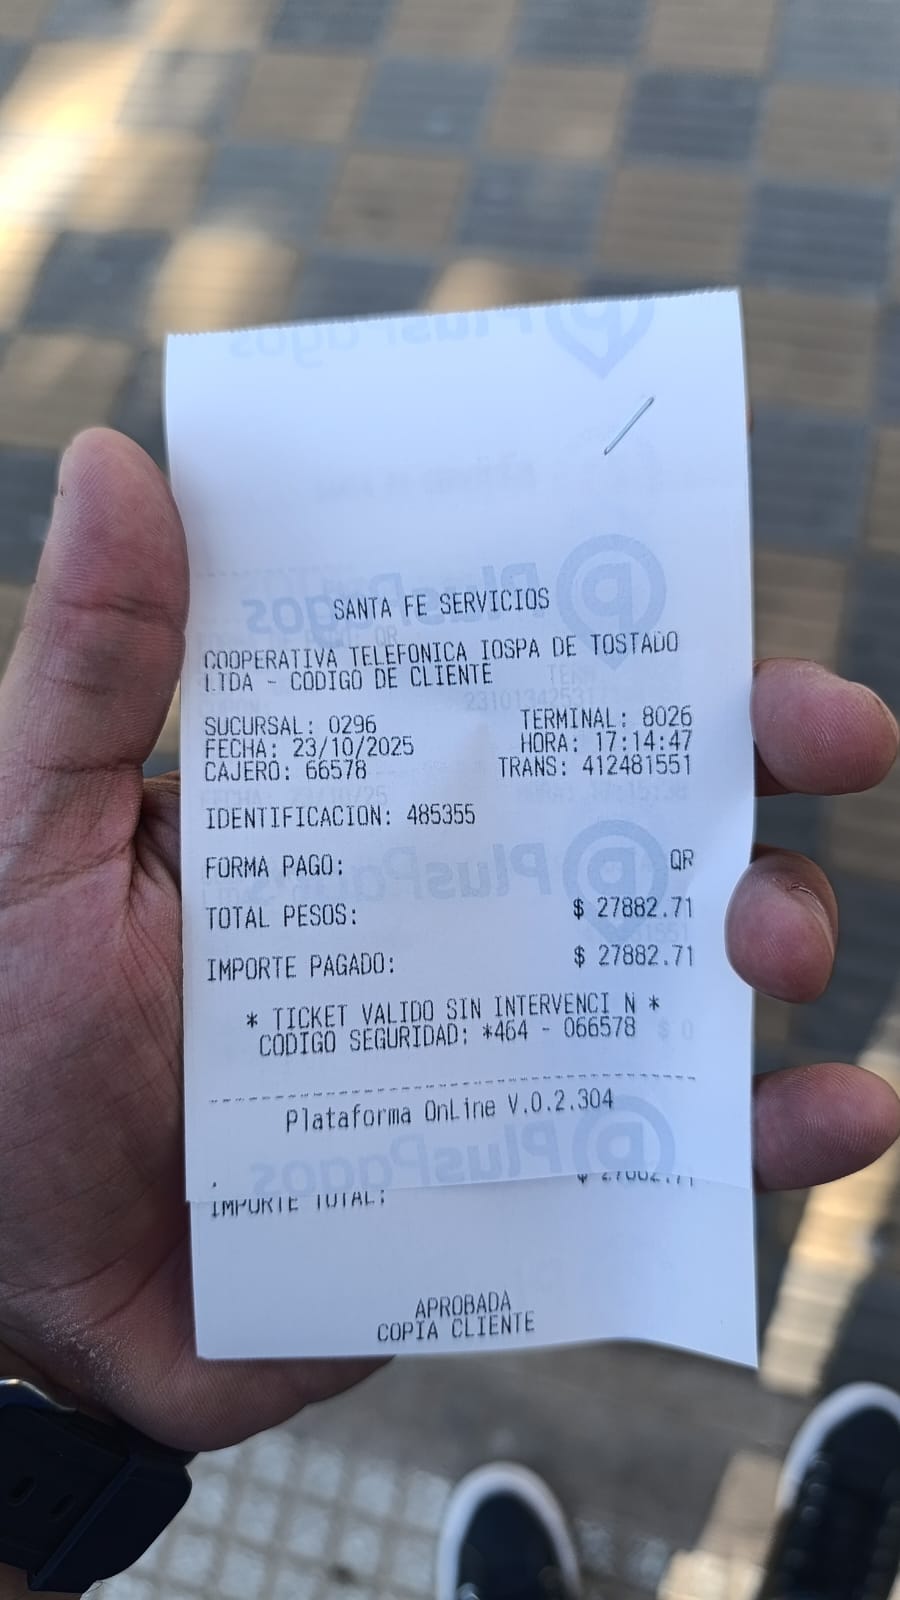 SANTA FE SERVICIOS
COOPERATIVA TELEFONICA IOSPA DE TOSTADO
LTDA - CODIGO DE CLIENTE
SUCURSAL: 0296 TERMINAL: 8026
FECHA: 23/10/2025 HORA: 17:14:47
CAJERO: 66578 TRANS: 412481551
IDENTIFICACION: 485355
FORMA PAGO: QR
TOTAL PESOS: $ 27882.71
IMPORTE PAGADO: $ 27882.71
* TICKET VALIDO SIN INTERVENCI N *
CODIGO SEGURIDAD: *464 - 066578
Plataforma OnLine V.0.2.304
IMPORTE TOTAL:
APROBADA
COPIA CLIENTE